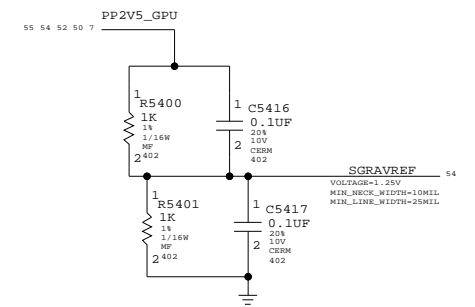 PP2V5_GPU
55 54 52 50 7
1
R5400
1K
1%
1/16W
MF
402
2
1
C5416
0.1UF
20%
10V
CERM
402
2
SGRAVREF
54
VOLTAGE=1.25V
MIN_NECK_WIDTH=10MIL
MIN_LINE_WIDTH=25MIL
1
R5401
1K
1%
1/16W
MF
402
2
1
C5417
0.1UF
20%
10V
CERM
402
2